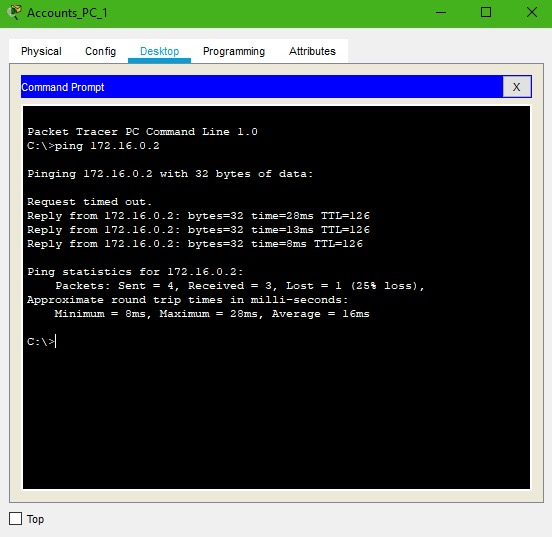 Accounts_PC_1
Physical Config Desktop Programming Attributes
Command Prompt X
Packet Tracer PC Command Line 1.0
C:\>ping 172.16.0.2
Pinging 172.16.0.2 with 32 bytes of data:
Request timed out.
Reply from 172.16.0.2: bytes=32 time=28ms TTL=126
Reply from 172.16.0.2: bytes=32 time=13ms TTL=126
Reply from 172.16.0.2: bytes=32 time=8ms TTL=126
Ping statistics for 172.16.0.2:
Packets: Sent = 4, Received = 3, Lost = 1 (25% loss),
Approximate round trip times in milli-seconds:
Minimum = 8ms, Maximum = 28ms, Average = 16ms
C:\>
Top